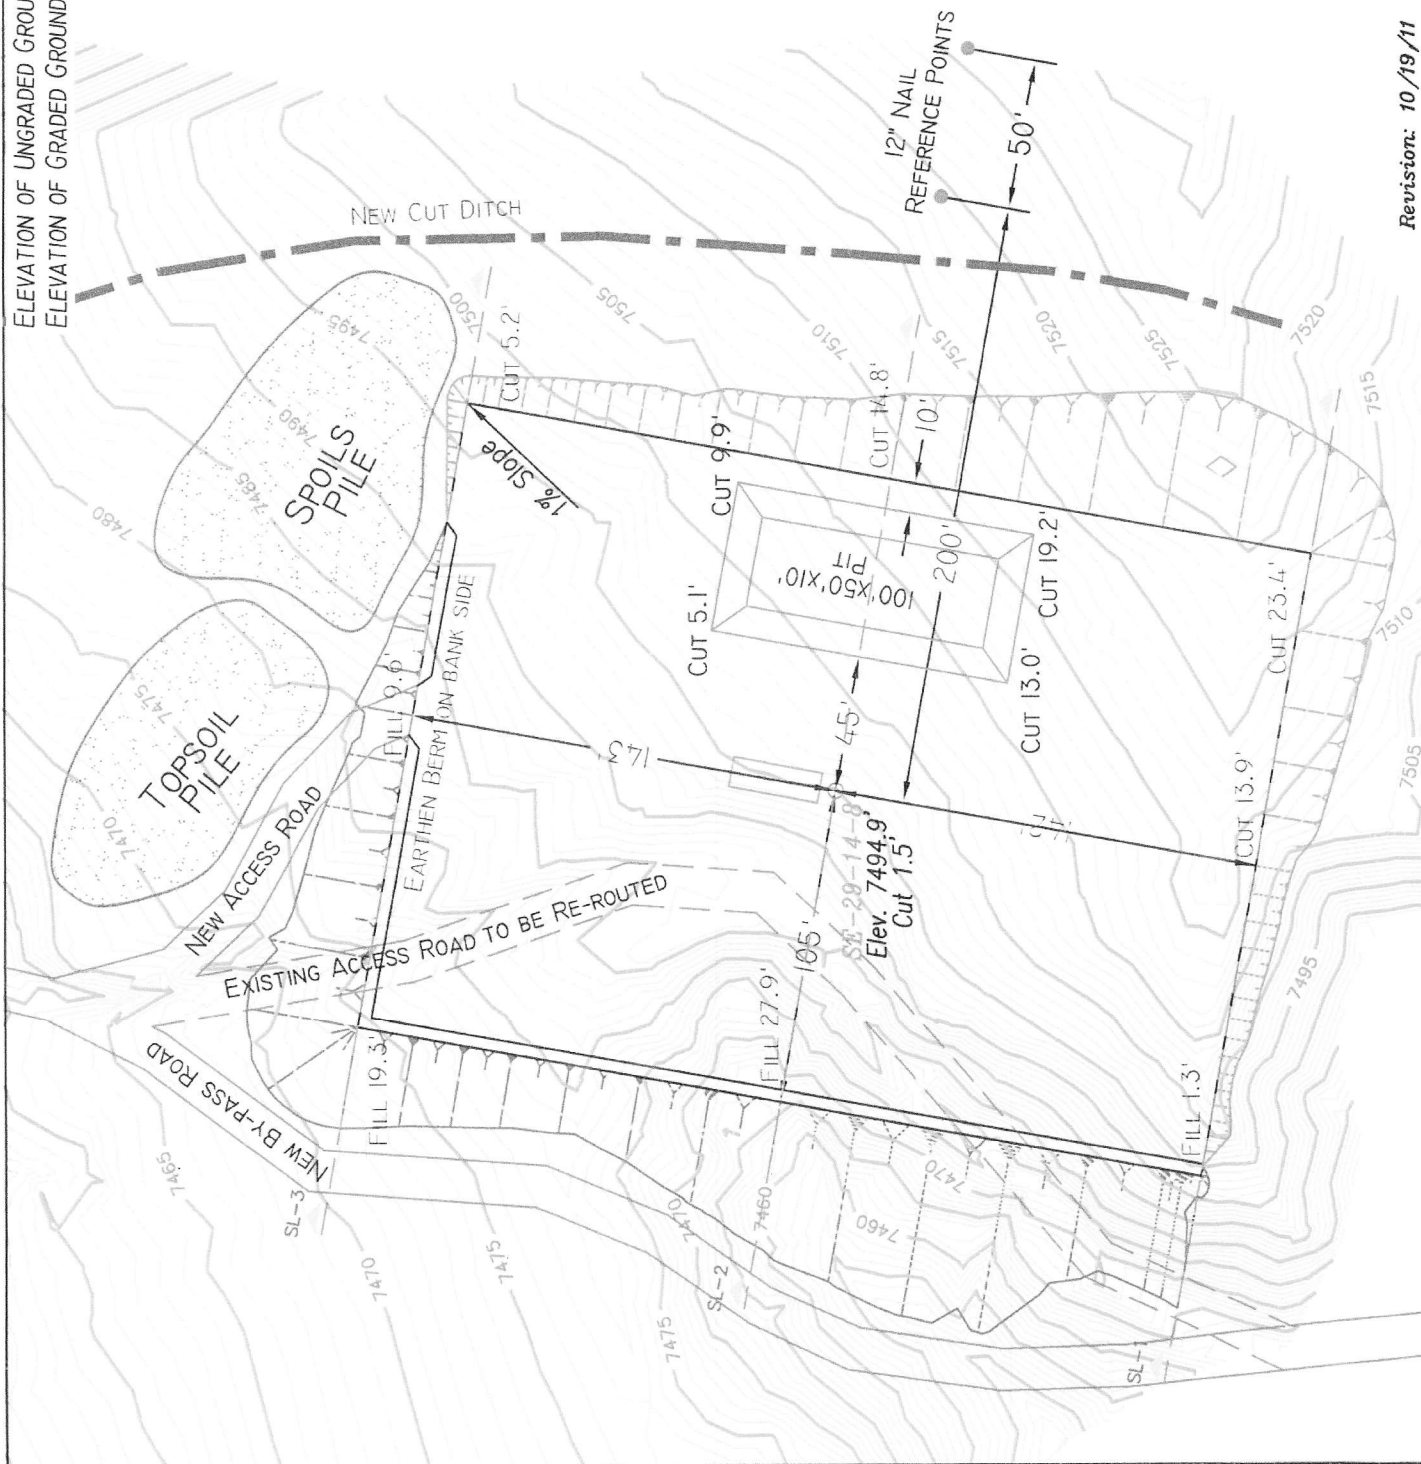 ELEVATION OF UNGRADED GROU
ELEVATION OF GRADED GROUND
12" NAIL
REFERENCE POINTS
50'
Revision: 10/19/11
NEW CUT DITCH
7495
7490
7485
7480
SPOILS
PILE
7500
7505
7510
7515
7520
7525
7520
7515
7510
7505
7495
CUT 5.2'
1% Slope
CUT 14.8'
10'
CUT 9.9'
100'x50'x10'
PIT
200'
CUT 19.2'
CUT 5.1'
CUT 13.0'
45'
CUT 23.4'
CUT 13.9'
7475
7470
TOPSOIL
PILE
NEW ACCESS ROAD
FILL 9.6'
EARTHEN BERM ON BANK SIDE
143'
SE-29-14-8
Elev. 7494.9'
Cut 1.5'
105'
EXISTING ACCESS ROAD TO BE RE-ROUTED
FILL 19.3'
FILL 27.9'
FILL 1.3'
NEW BY-PASS ROAD
7465
SL-3
7470
7475
7475
7470
7460
7460
7470
SL-2
SL-1